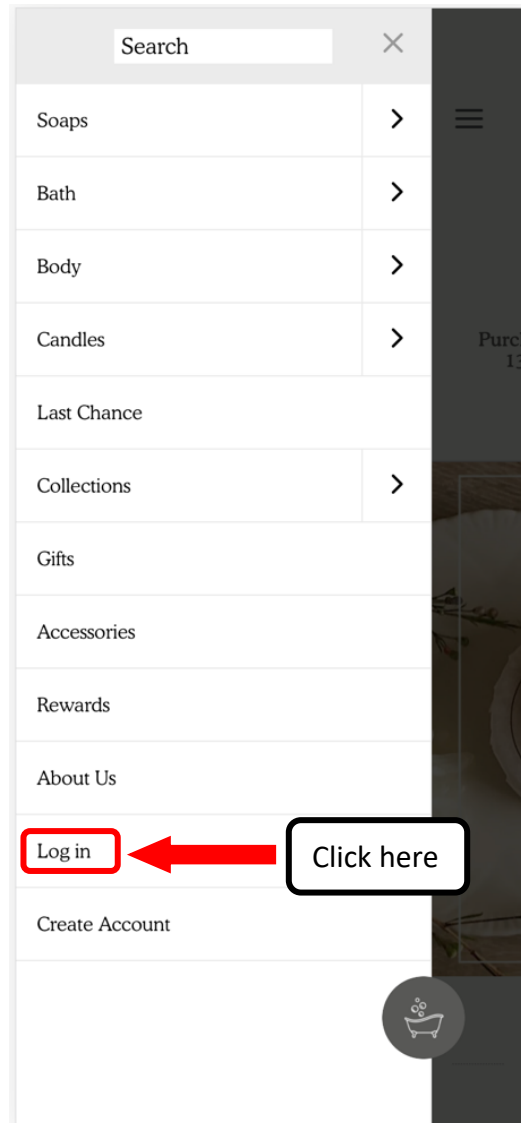 Search
Soaps
Bath
Body
Candles
Last Chance
Collections
Gifts
Accessories
Rewards
About Us
Log in
Click here
Create Account